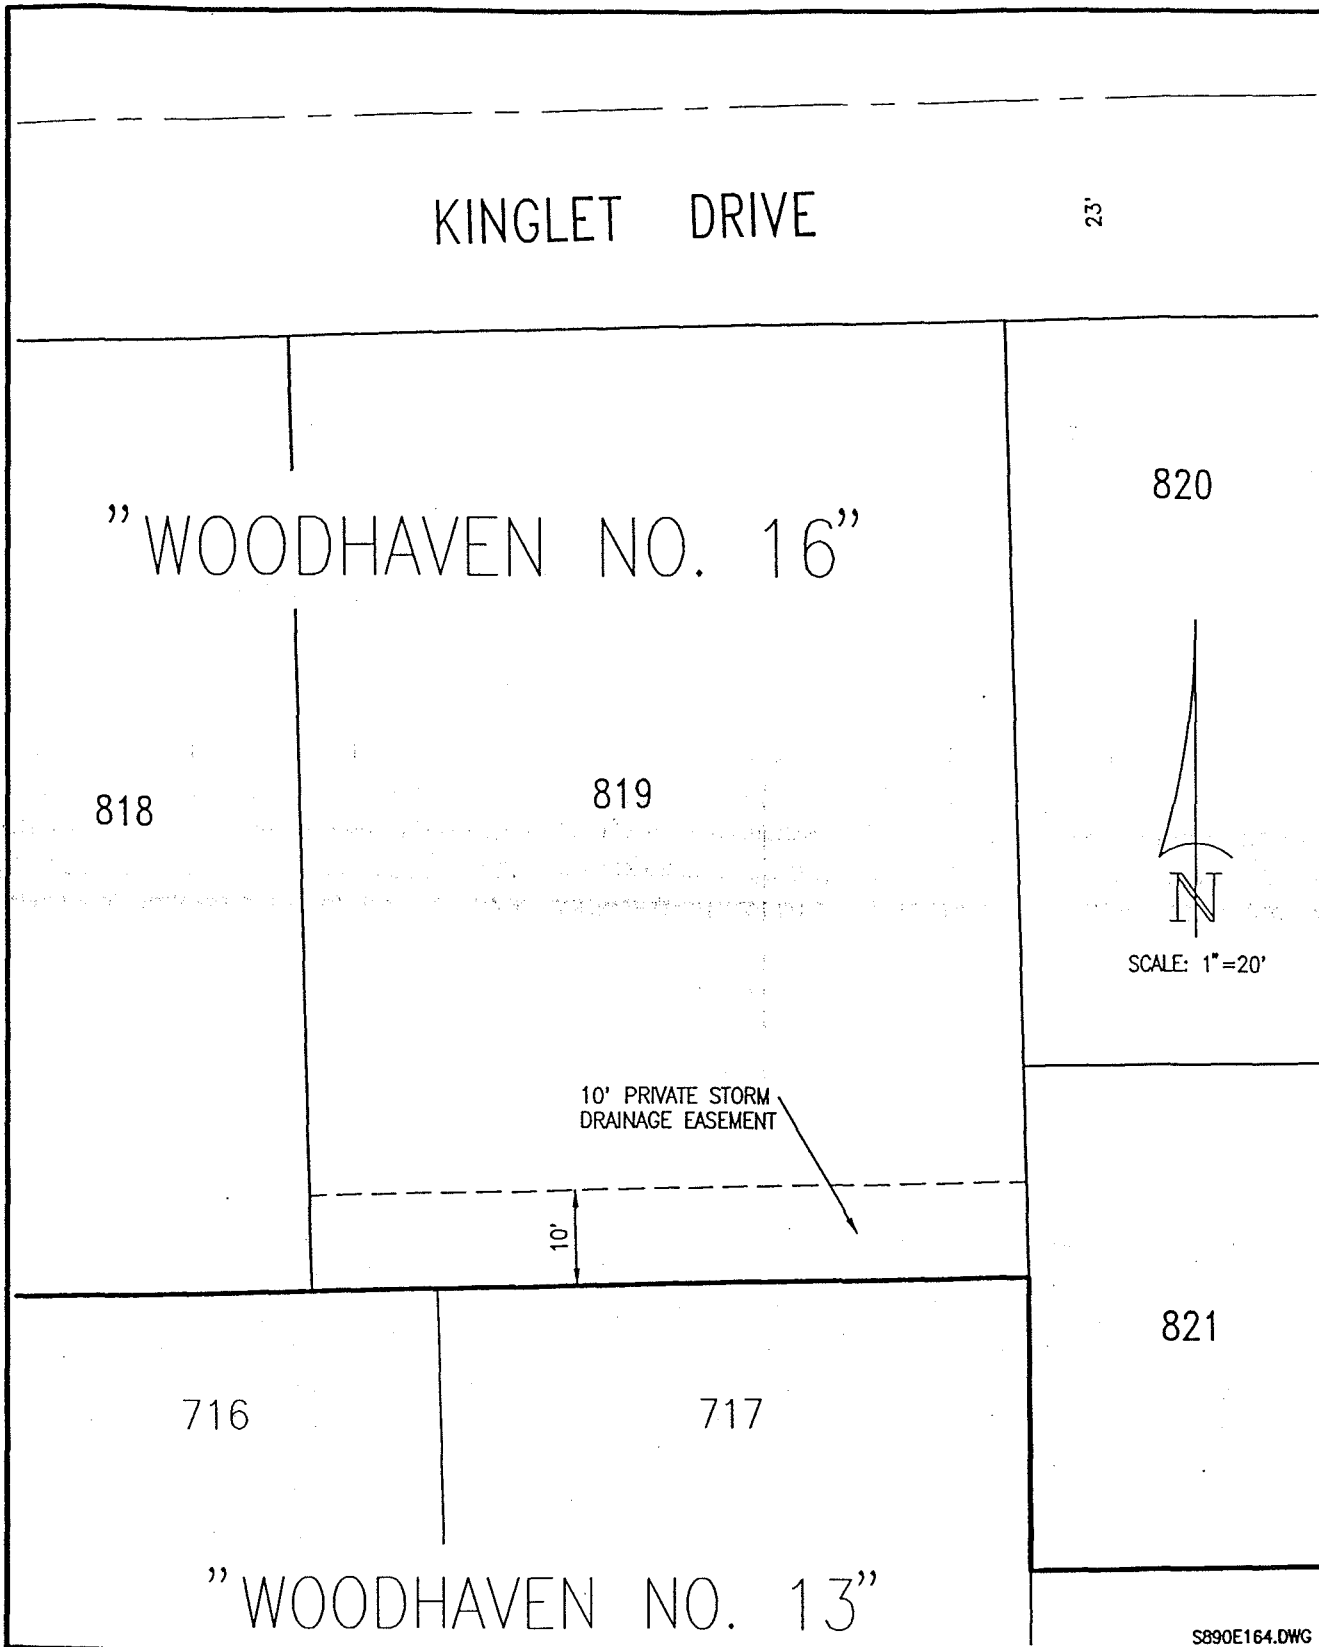 KINGLET DRIVE
23'
820
"WOODHAVEN NO. 16"
818
819
N
SCALE: 1"=20'
10' PRIVATE STORM
DRAINAGE EASEMENT
10'
821
716
717
"WOODHAVEN NO. 13"
S890E164.DWG